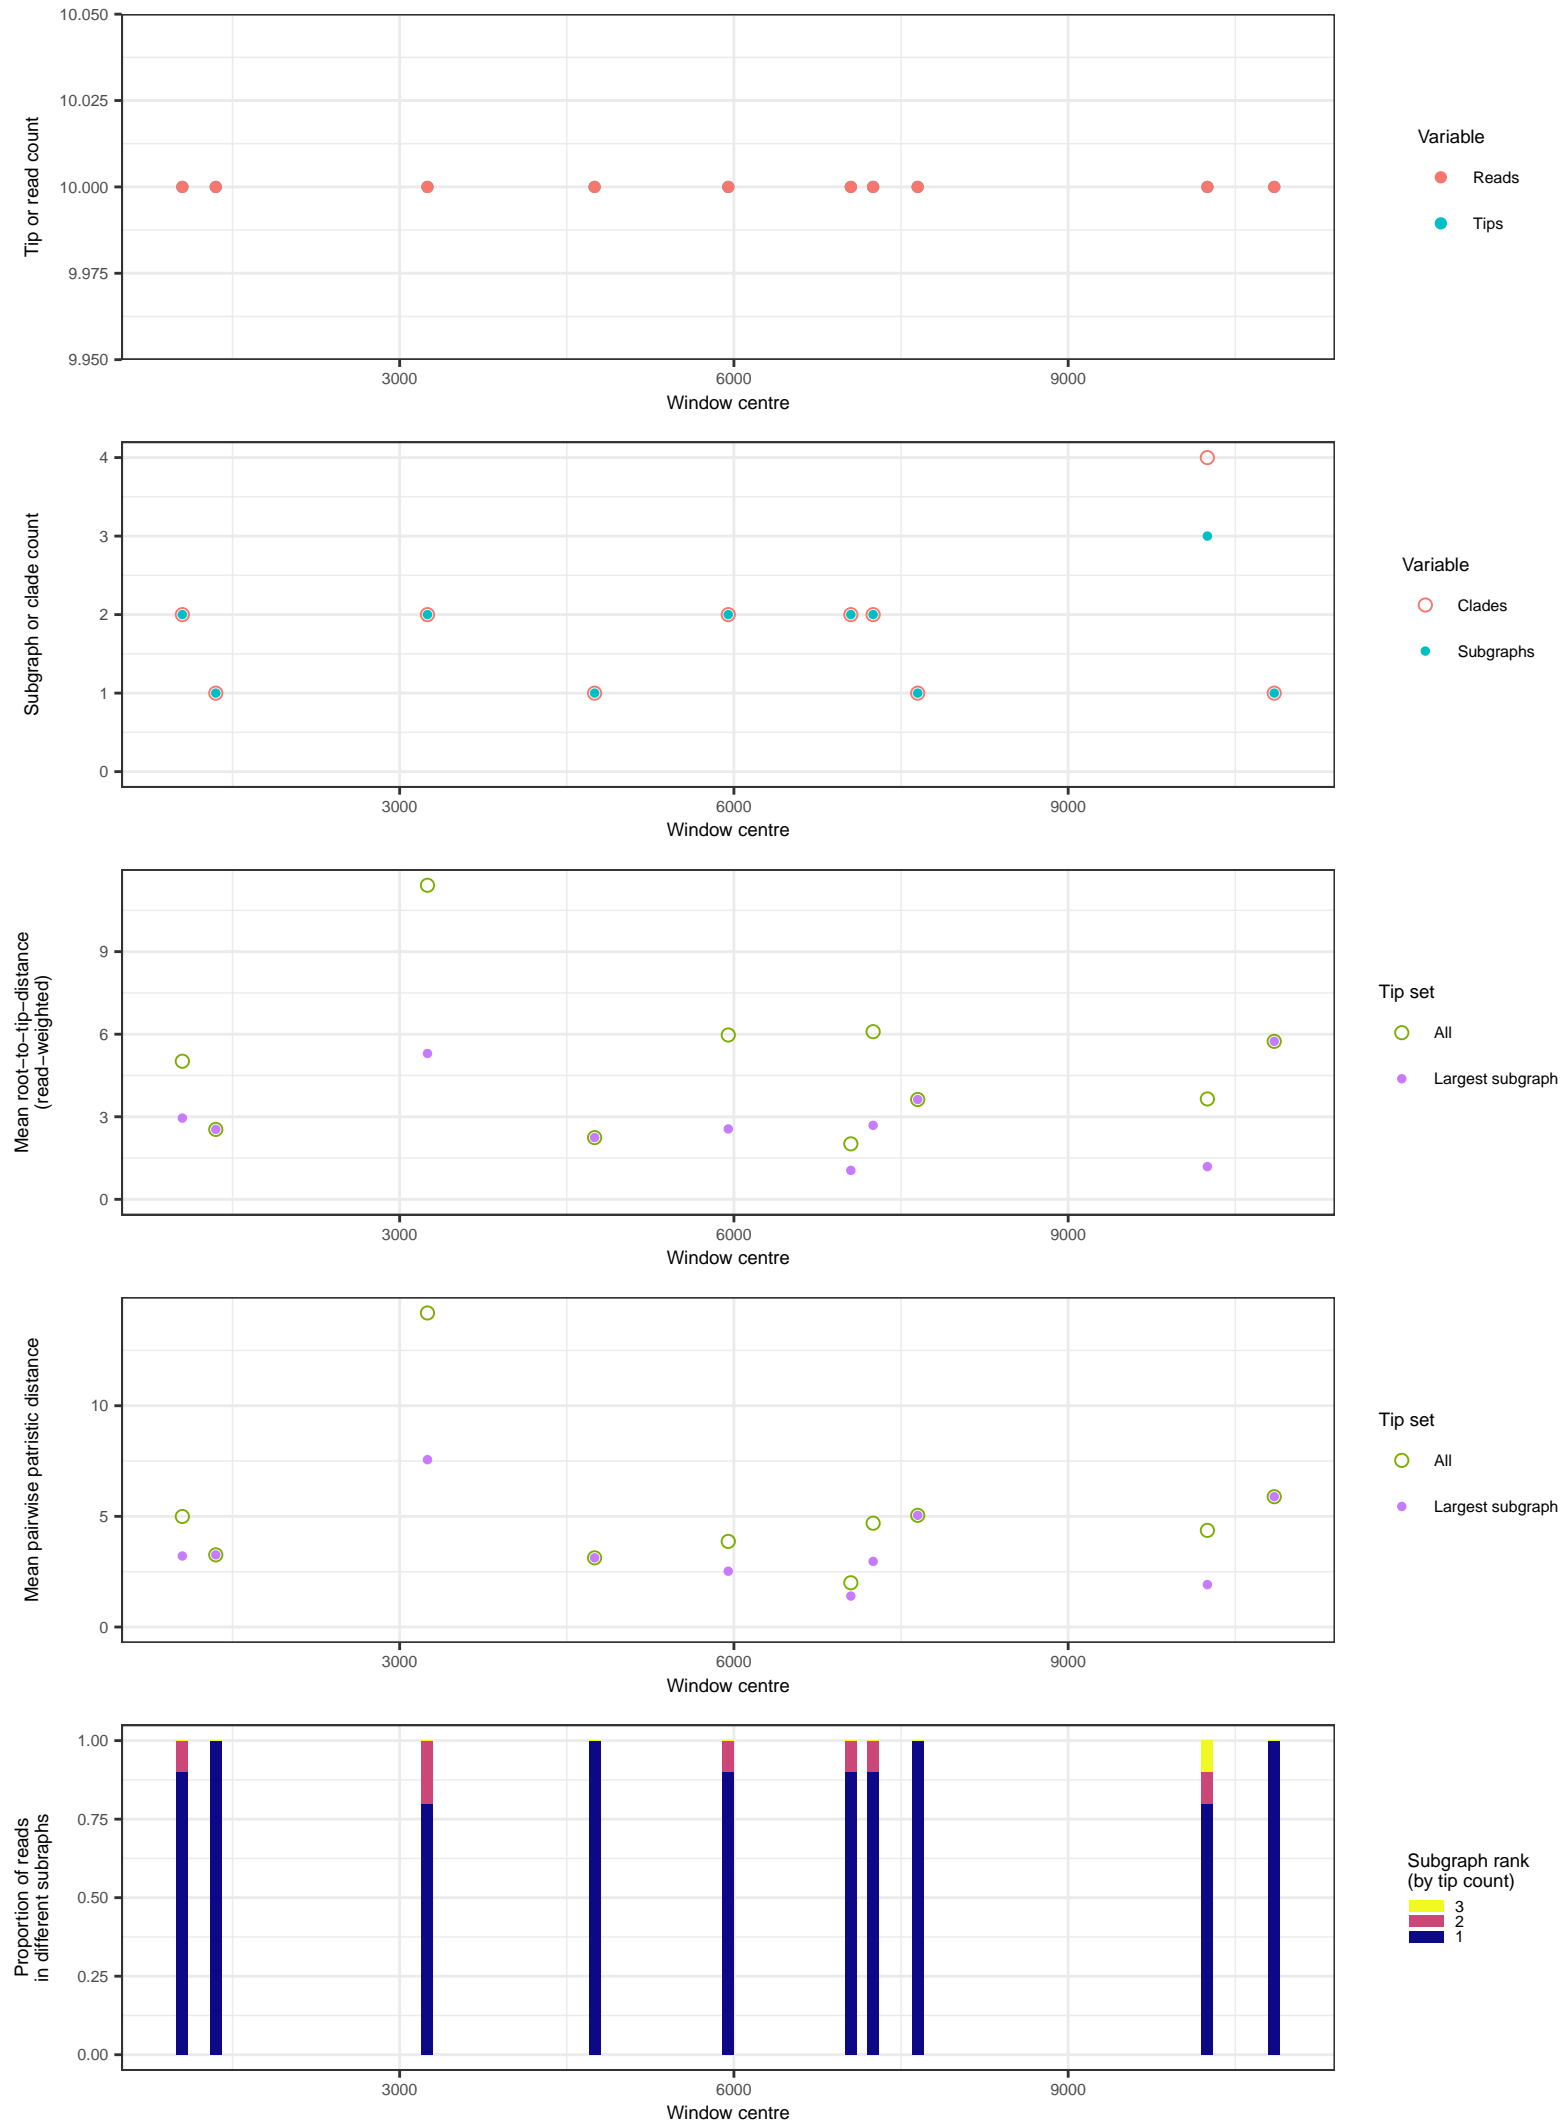 10.050
10.025
10.000
9.975
9.950
Tip or read count
3000 6000 9000
Window centre
Variable
Reads
Tips
4
3
2
1
0
Subgraph or clade count
3000 6000 9000
Window centre
Variable
Clades
Subgraphs
9
6
3
0
Mean root−to−tip−distance
(read−weighted)
3000 6000 9000
Window centre
Tip set
All
Largest subgraph
10
5
0
Mean pairwise patristic distance
3000 6000 9000
Window centre
Tip set
All
Largest subgraph
1.00
0.75
0.50
0.25
0.00
Proportion of reads
in different subraphs
3000 6000 9000
Window centre
Subgraph rank
(by tip count)
3
2
1